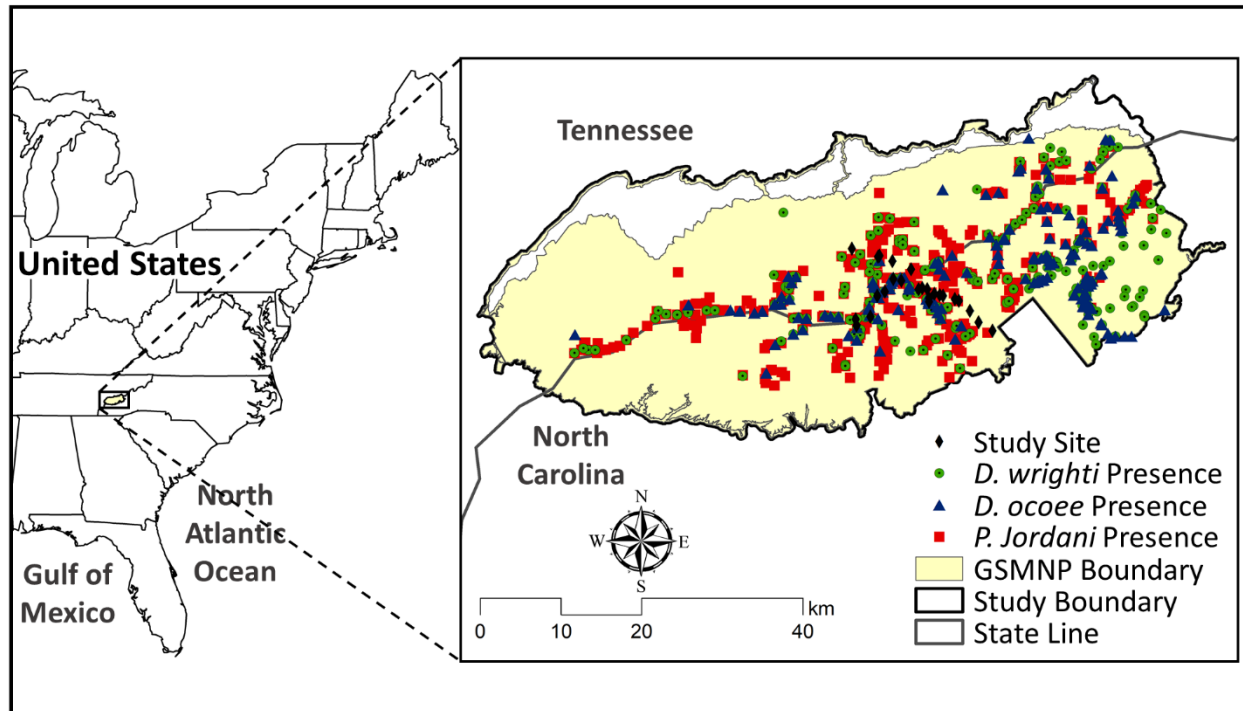 United States
North
Atlantic
Ocean
Gulf of
Mexico
Tennessee
North
Carolina
N
W
E
S
0
10
20
40
km
Study Site
D. wrighti Presence
D. ocoee Presence
P. Jordani Presence
GSMNP Boundary
Study Boundary
State Line